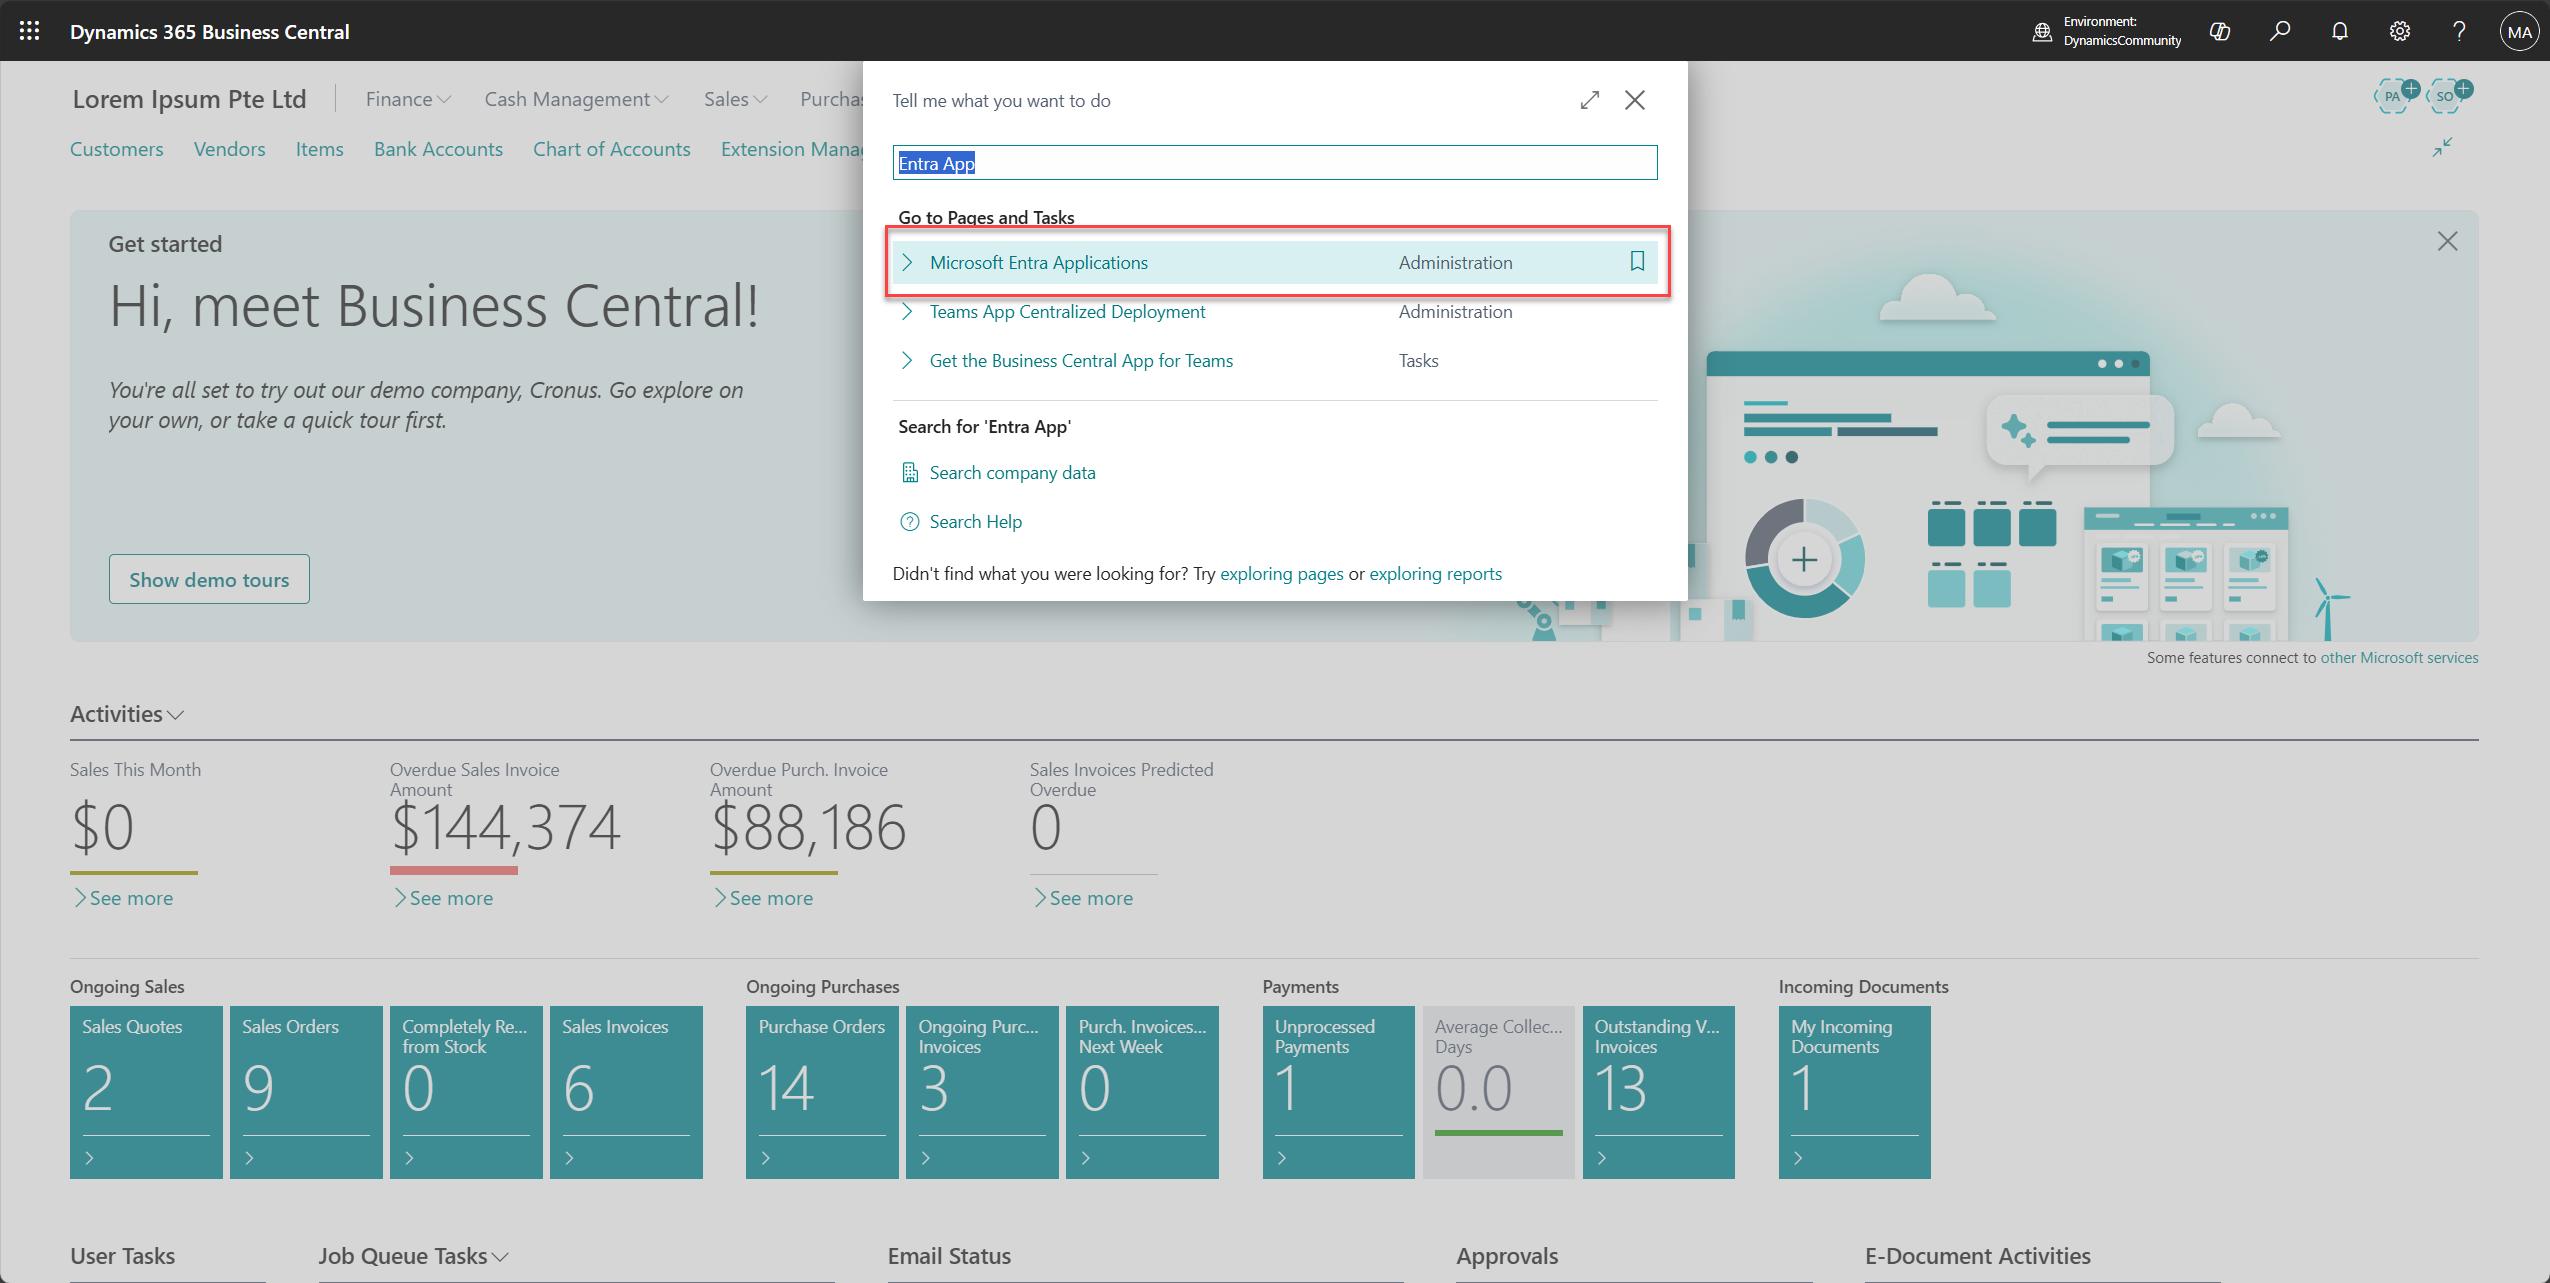 Dynamics 365 Business Central
Environment:
DynamicsCommunity
MA
Lorem Ipsum Pte Ltd
Finance
Cash Management
Sales
Purchas
PA
SO
Customers
Vendors
Items
Bank Accounts
Chart of Accounts
Extension Manag
Tell me what you want to do
Entra App
Go to Pages and Tasks
Microsoft Entra Applications Administration
Teams App Centralized Deployment Administration
Get the Business Central App for Teams Tasks
Search for 'Entra App'
Search company data
Search Help
Didn't find what you were looking for? Try exploring pages or exploring reports
Get started
Hi, meet Business Central!
You're all set to try out our demo company, Cronus. Go explore on
your own, or take a quick tour first.
Show demo tours
Some features connect to other Microsoft services
Activities
Sales This Month
$0
See more
Overdue Sales Invoice
Amount
$144,374
See more
Overdue Purch. Invoice
Amount
$88,186
See more
Sales Invoices Predicted
Overdue
0
See more
Ongoing Sales
Sales Quotes
2
Sales Orders
9
Completely Re...
from Stock
0
Sales Invoices
6
Ongoing Purchases
Purchase Orders
14
Ongoing Purc...
Invoices
3
Purch. Invoices...
Next Week
0
Payments
Unprocessed
Payments
1
Average Collec...
Days
0.0
Outstanding V...
Invoices
13
Incoming Documents
My Incoming
Documents
1
User Tasks
Job Queue Tasks
Email Status
Approvals
E-Document Activities